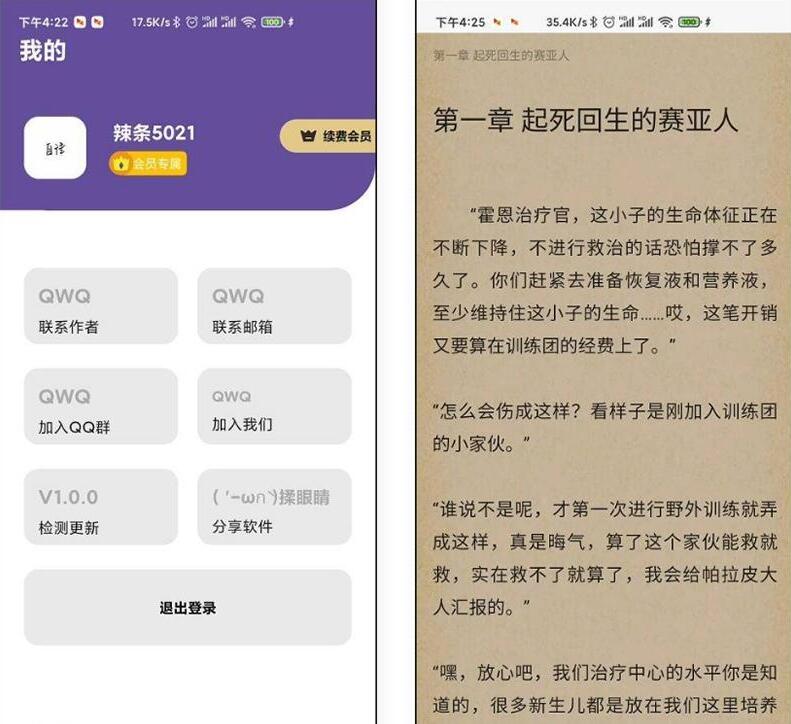 下午4:22
17.5K/s
100
我的
自译
辣条5021
会员专属
续费会员
QWQ
联系作者
QWQ
联系邮箱
QWQ
加入QQ群
QWQ
加入我们
V1.0.0
检测更新
( ′-ωก`)揉眼睛
分享软件
退出登录
下午4:25
35.4K/s
100
第一章 起死回生的赛亚人
第一章 起死回生的赛亚人
“霍恩治疗官，这小子的生命体征正在
不断下降，不进行救治的话恐怕撑不了多
久了。你们赶紧去准备恢复液和营养液，
至少维持住这小子的生命……哎，这笔开销
又要算在训练团的经费上了。”
“怎么会伤成这样？看样子是刚加入训练团
的小家伙。”
“谁说不是呢，才第一次进行野外训练就弄
成这样，真是晦气，算了这个家伙能救就
救，实在救不了就算了，我会给帕拉皮大
人汇报的。”
“嘿，放心吧，我们治疗中心的水平你是知
道的，很多新生儿都是放在我们这里培养